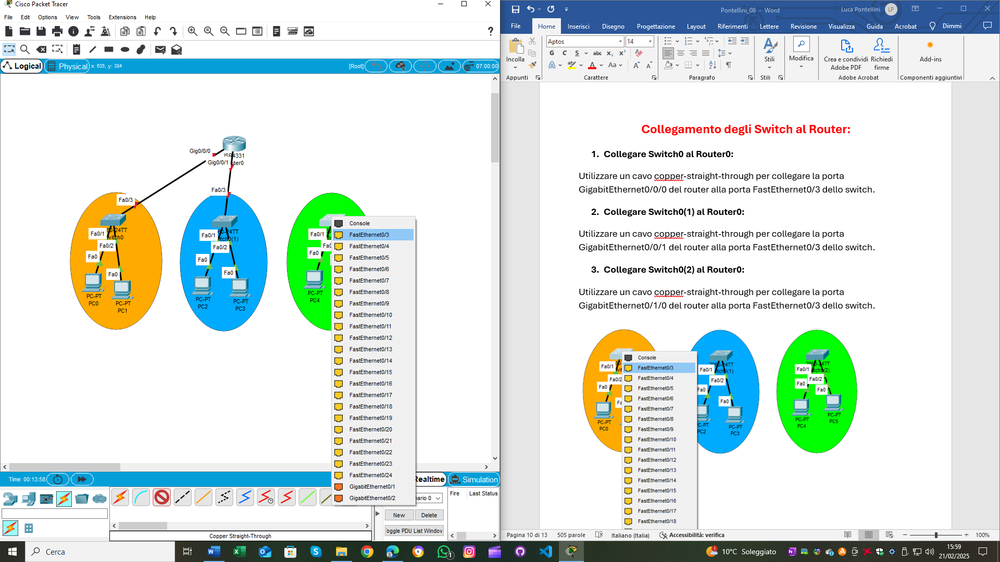 Cisco Packet Tracer
File Edit Options View Tools Extensions Help
Logical
Physical
x: 635, y: 384
[Root]
07:00:00
Gig0/0/0
ISR4331
Gig0/0/1
Fa0/3
Fa0/3
Fa0/1
Fa0/2
Fa0
Fa0
PC-PT
PC0
PC-PT
PC1
Fa0/1
Fa0/2
Fa0
Fa0
PC-PT
PC2
PC-PT
PC3
Fa0/1
Fa0
PC-PT
PC4
Console
FastEthernet0/3
FastEthernet0/4
FastEthernet0/5
FastEthernet0/6
FastEthernet0/7
FastEthernet0/8
FastEthernet0/9
FastEthernet0/10
FastEthernet0/11
FastEthernet0/12
FastEthernet0/13
FastEthernet0/14
FastEthernet0/15
FastEthernet0/16
FastEthernet0/17
FastEthernet0/18
FastEthernet0/19
FastEthernet0/20
FastEthernet0/21
FastEthernet0/22
FastEthernet0/23
FastEthernet0/24
GigabitEthernet0/1
GigabitEthernet0/2
Time: 00:13:58
Realtime
Simulation
Fire Last Status
nario 0
New Delete
oggle PDU List Window
Copper Straight-Through
Pontellini_08 - Word
Luca Pontellini
LP
File Home Inserisci Disegno Progettazione Layout Riferimenti Lettere Revisione Visualizza Guida Acrobat Dimmi
Incolla
Appunti
Aptos 14
Carattere
Paragrafo
Stili
Stili
Modifica
Crea e condividi Adobe PDF
Richiedi firme
Adobe Acrobat
Add-ins
Componenti aggiuntivi
Collegamento degli Switch al Router:
1. Collegare Switch0 al Router0:
Utilizzare un cavo copper-straight-through per collegare la porta
GigabitEthernet0/0/0 del router alla porta FastEthernet0/3 dello switch.
2. Collegare Switch0(1) al Router0:
Utilizzare un cavo copper-straight-through per collegare la porta
GigabitEthernet0/0/1 del router alla porta FastEthernet0/3 dello switch.
3. Collegare Switch0(2) al Router0:
Utilizzare un cavo copper-straight-through per collegare la porta
GigabitEthernet0/1/0 del router alla porta FastEthernet0/3 dello switch.
Fa0/1
Fa0/2
Fa0
PC-PT
PC0
Console
FastEthernet0/3
FastEthernet0/4
FastEthernet0/5
FastEthernet0/6
FastEthernet0/7
FastEthernet0/8
FastEthernet0/9
FastEthernet0/10
FastEthernet0/11
FastEthernet0/12
FastEthernet0/13
FastEthernet0/14
FastEthernet0/15
FastEthernet0/16
FastEthernet0/17
FastEthernet0/18
Fa0/1
Fa0/2
Fa0
Fa0
PC2
PC-PT
PC3
2960-24TT
Fa0/1
Fa0/2
Fa0
Fa0
PC-PT
PC4
PC-PT
PC5
Pagina 10 di 13 505 parole Italiano (Italia) Accessibilità: verifica
100%
Cerca
1
10°C Soleggiato
15:59
21/02/2025